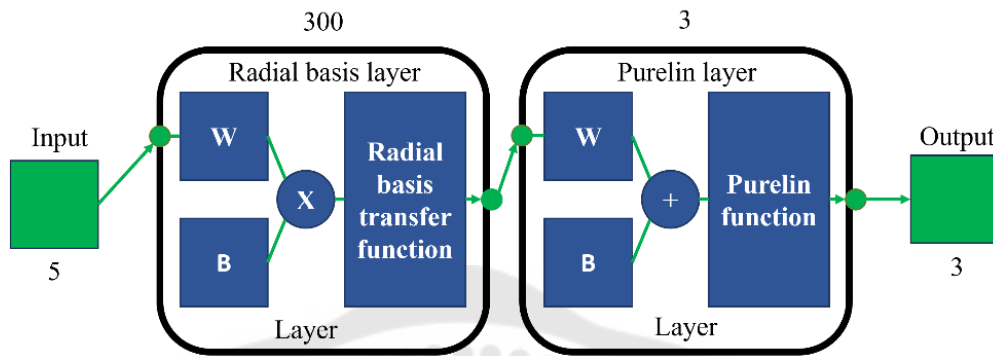 300
3
Radial basis layer
Purelin layer
Input
W
B
X
Radial
basis
transfer
function
W
B
+
Purelin
function
Output
5
3
Layer
Layer